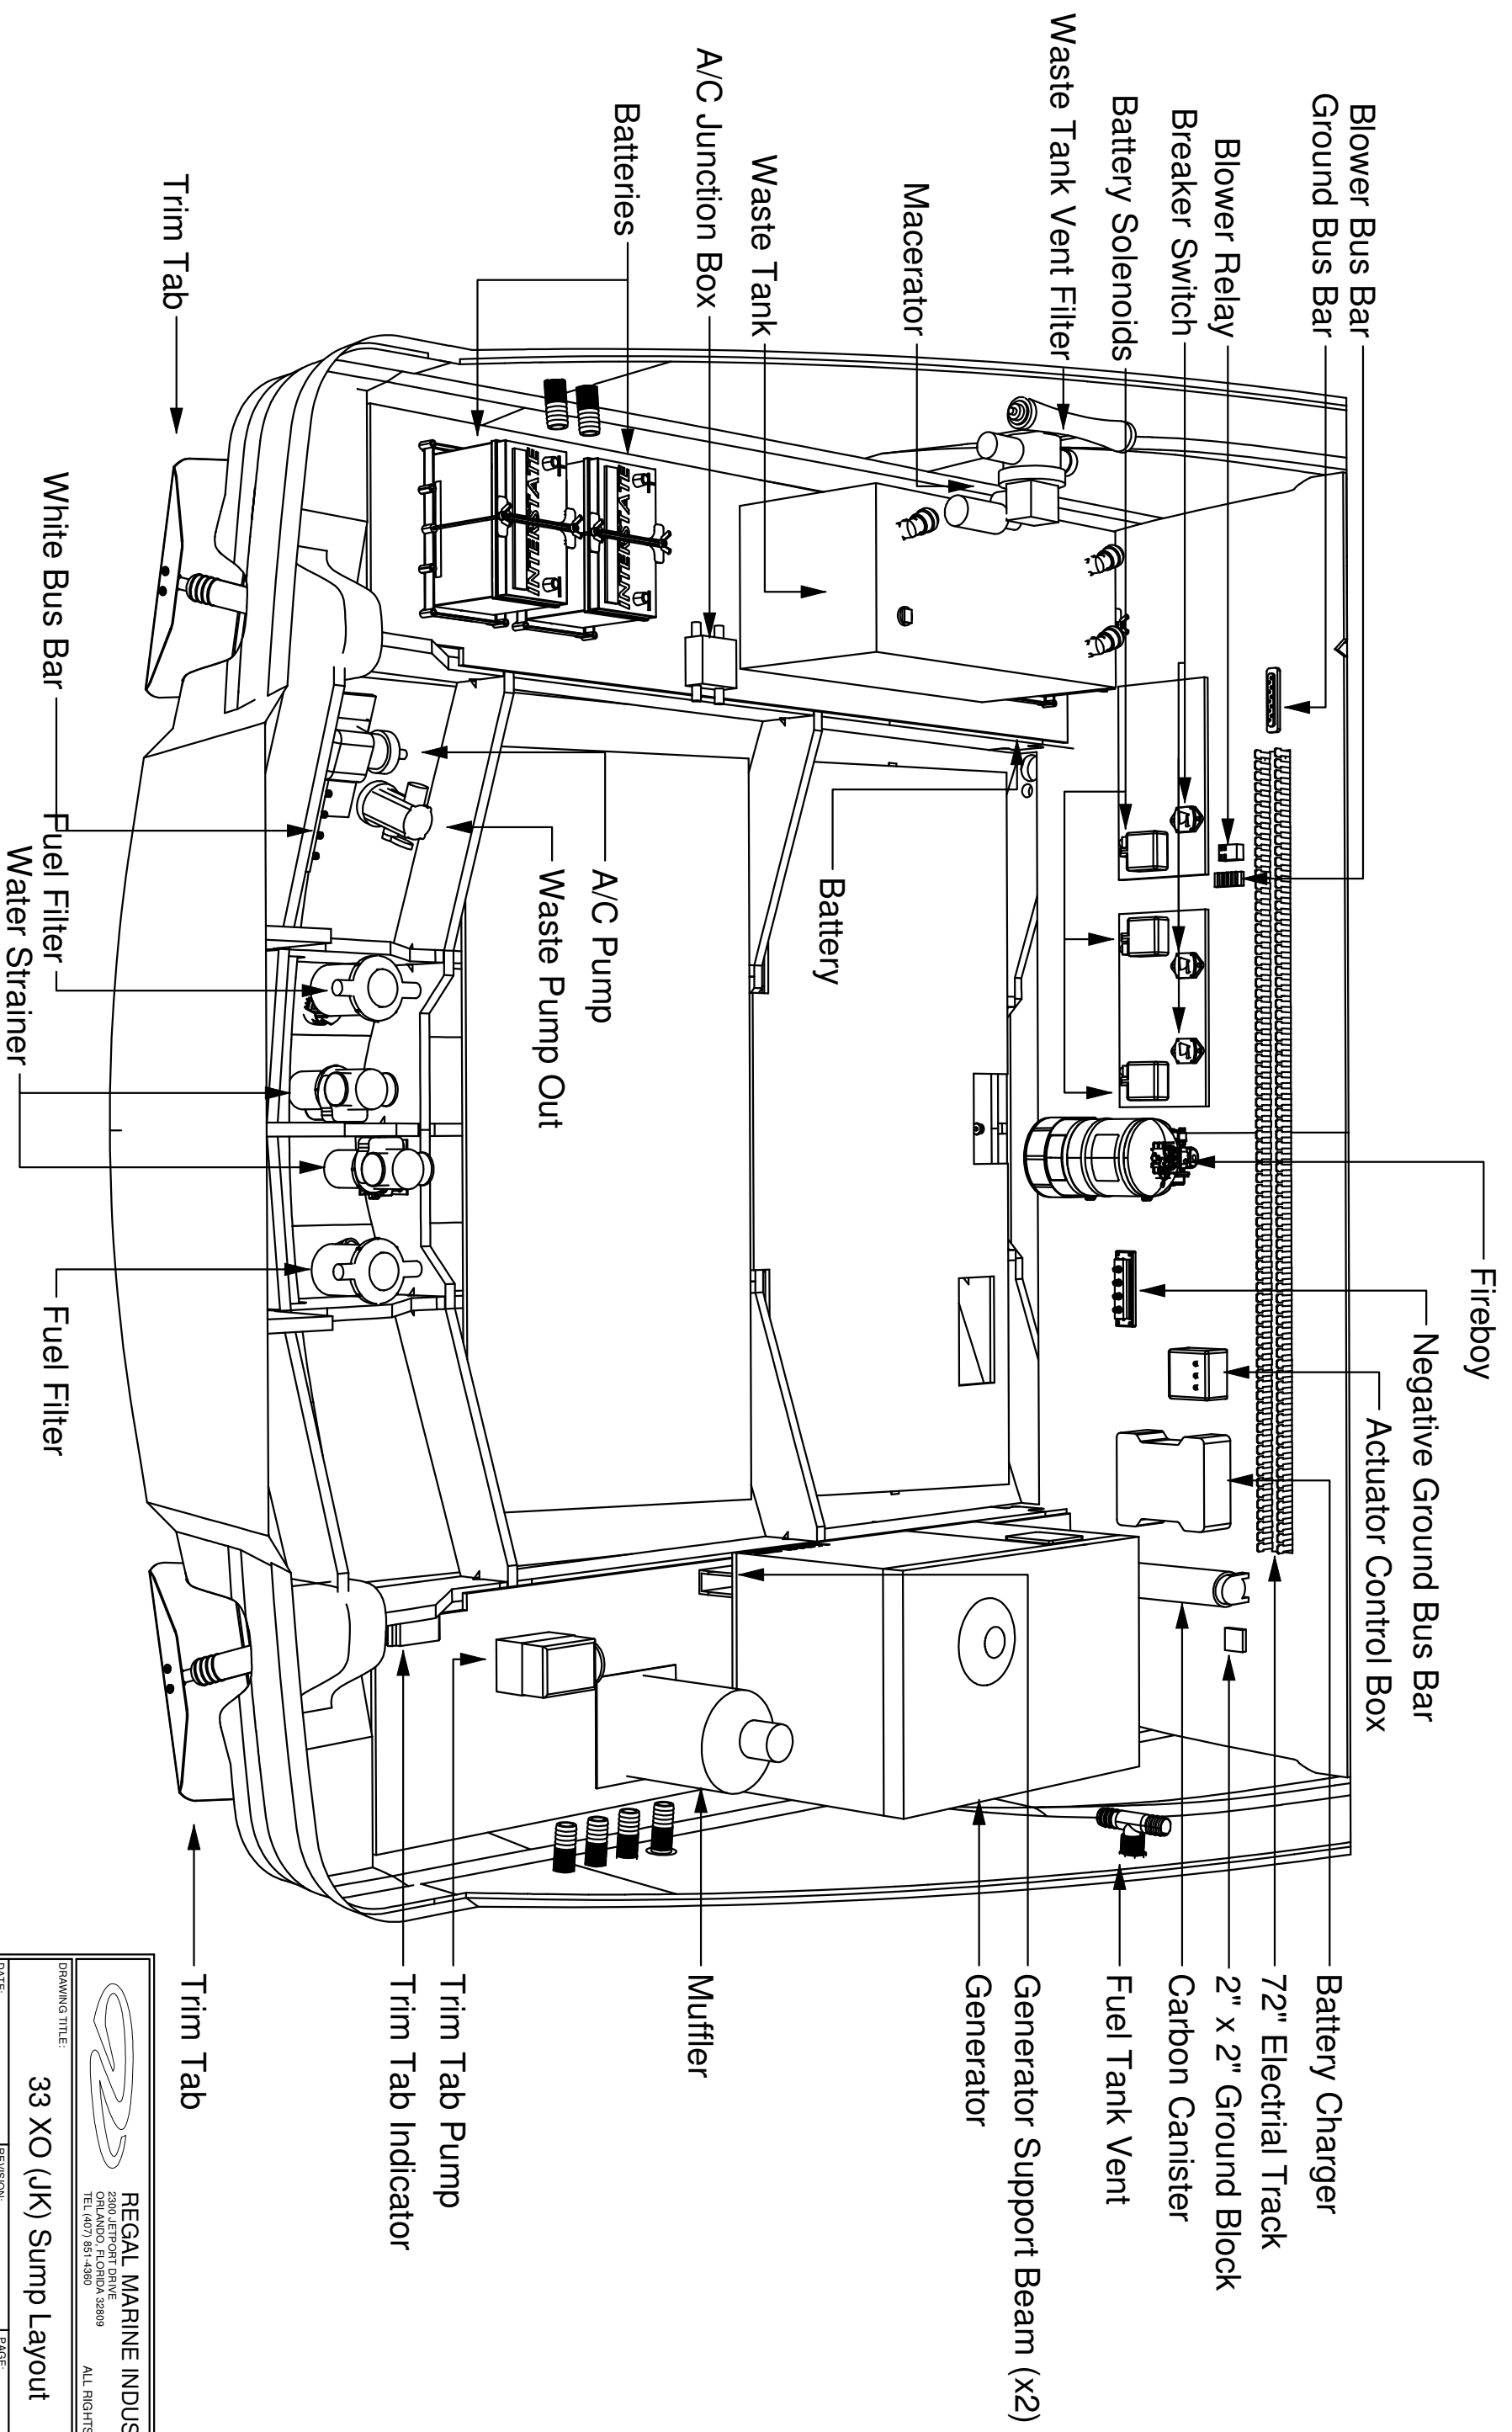 Fireboy
Negative Ground Bus Bar
Actuator Control Box
Blower Bus Bar
Ground Bus Bar
Blower Relay
Breaker Switch
Battery Solenoids
Waste Tank Vent Filter
Macerator
Waste Tank
A/C Junction Box
Batteries
Trim Tab
Battery Charger
72" Electrial Track
2" x 2" Ground Block
Carbon Canister
Fuel Tank Vent
Generator Support Beam (x2)
Generator
Muffler
Trim Tab Pump
Trim Tab Indicator
Trim Tab
INTERSTATE
INTERSTATE
Battery
A/C Pump
Waste Pump Out
White Bus Bar
Fuel Filter
Water Strainer
Fuel Filter
REGAL MARINE INDUS
2300 JETPORT DRIVE
ORLANDO, FLORIDA 32809
TEL (407) 851-4360
ALL RIGHTS
DRAWING TITLE:
33 XO (JK) Sump Layout
DATE:
REVISION:
PAGE: